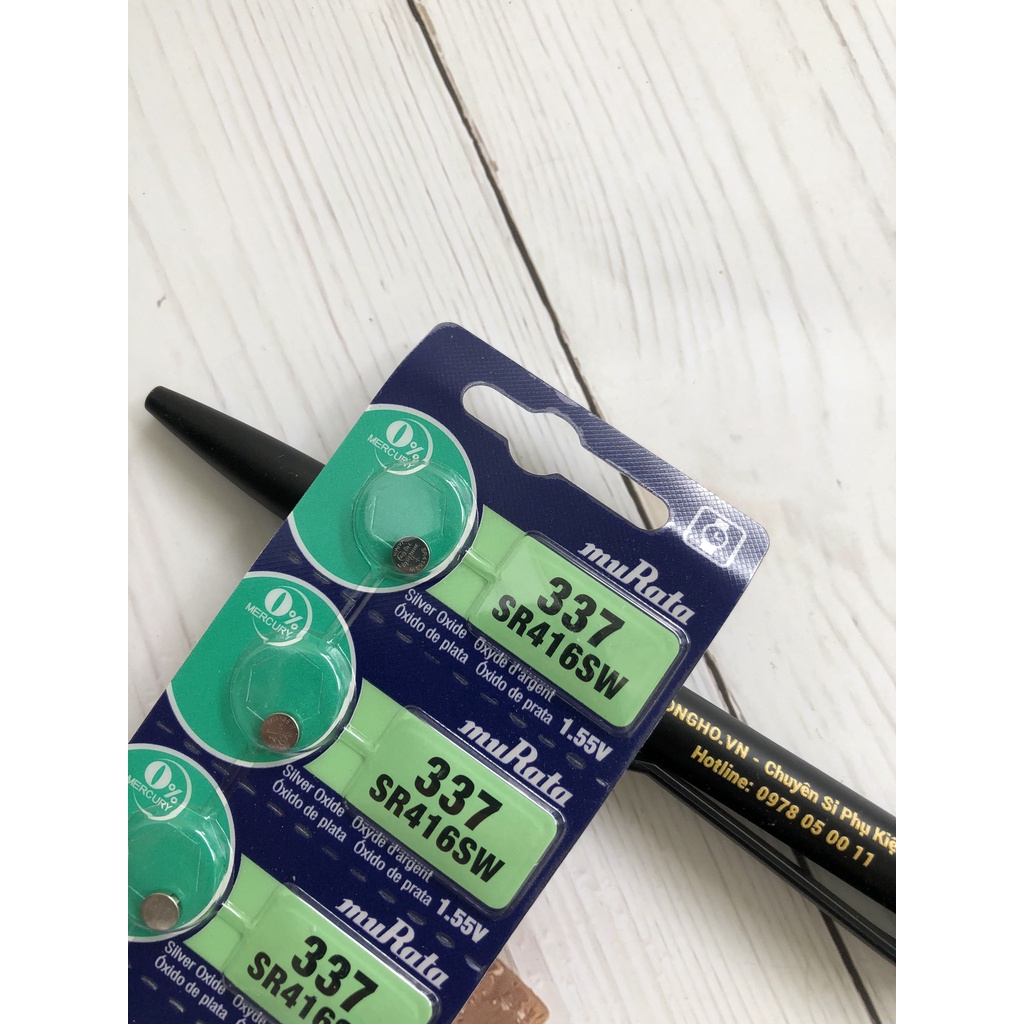 0%
MERCURY
muRata
337
SR416SW
Silver Oxide Oxyde d'argent
Óxido de plata Óxido de prata 1.55V
0%
MERCURY
muRata
337
SR416SW
Silver Oxide Oxyde d'argent
Óxido de plata Óxido de prata 1.55V
0%
MERCURY
muRata
337
SR416S
Silver Oxide Oxyde
Óxido de plata
ONGHO.VN - Chuyên Sỉ Phụ Kiệ
Hotline: 0978 05 00 11